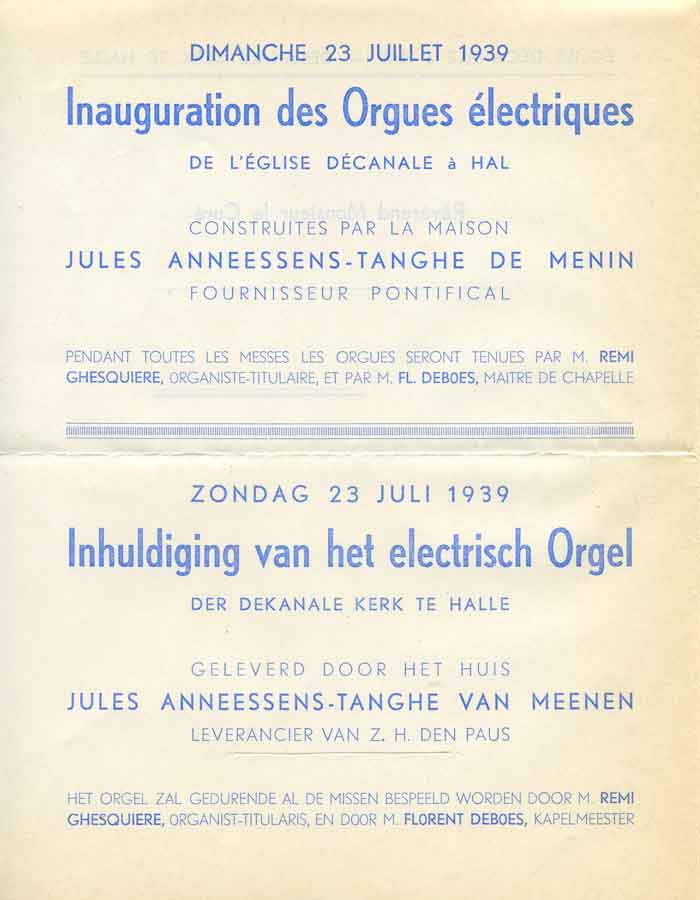 DIMANCHE 23 JUILLET 1939
Inauguration des Orgues électriques
DE L'ÉGLISE DÉCANALE à HAL
CONSTRUITES PAR LA MAISON
JULES ANNEESSENS-TANGHE DE MENIN
FOURNISSEUR PONTIFICAL
PENDANT TOUTES LES MESSES LES ORGUES SERONT TENUES PAR M. REMI
GHESQUIERE, ORGANISTE-TITULAIRE, ET PAR M. FL. DEBOES, MAITRE DE CHAPELLE
ZONDAG 23 JULI 1939
Inhuldiging van het electrisch Orgel
DER DEKANALE KERK TE HALLE
GELEVERD DOOR HET HUIS
JULES ANNEESSENS-TANGHE VAN MEENEN
LEVERANCIER VAN Z. H. DEN PAUS
HET ORGEL ZAL GEDURENDE AL DE MISSEN BESPEELD WORDEN DOOR M. REMI
GHESQUIERE, ORGANIST-TITULARIS, EN DOOR M. FLORENT DEBOES, KAPELMEESTER